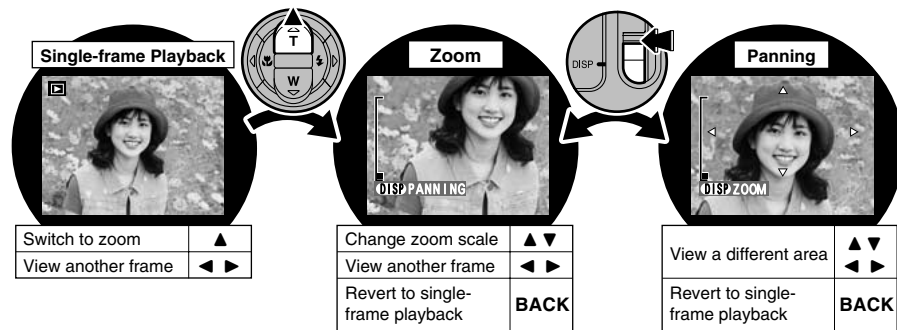 Single-frame Playback
T
W
Zoom
DISP
Panning
DISP PANNING
DISP ZOOM
Switch to zoom ▲
View another frame ◀ ▶
Change zoom scale ▲ ▼
View another frame ◀ ▶
Revert to single-
frame playback BACK
View a different area ▲ ▼ ◀ ▶
Revert to single-
frame playback BACK